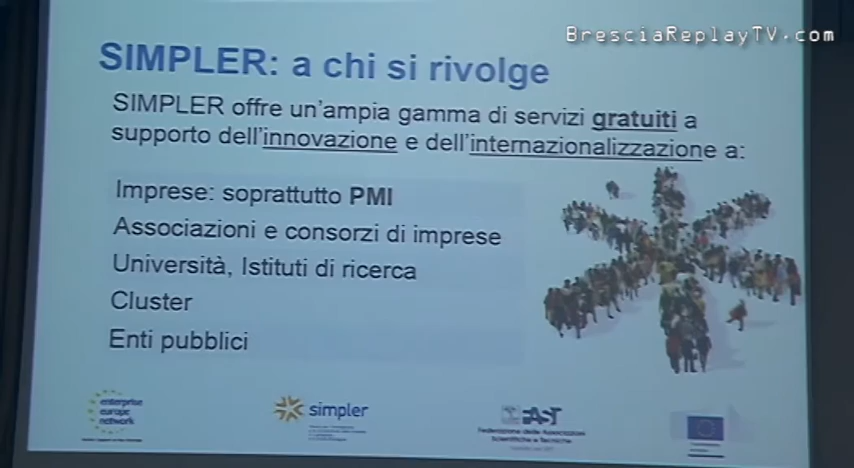 BresciaReplayTV.com
SIMPLER: a chi si rivolge
SIMPLER offre un'ampia gamma di servizi gratuiti a
supporto dell'innovazione e dell'internazionalizzazione a:
Imprese: soprattutto PMI
Associazioni e consorzi di imprese
Università, Istituti di ricerca
Cluster
Enti pubblici
enterprise
europe
network
simpler
FAST
Federazione delle Associazioni
Scientifiche e Tecniche